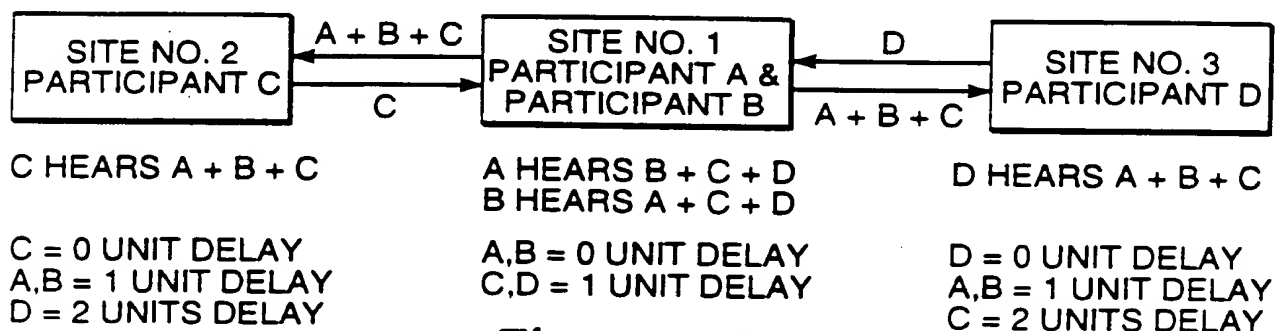 SITE NO. 2
PARTICIPANT C
A + B + C
C
SITE NO. 1
PARTICIPANT A &
PARTICIPANT B
D
A + B + C
SITE NO. 3
PARTICIPANT D
C HEARS A + B + C
C = 0 UNIT DELAY
A,B = 1 UNIT DELAY
D = 2 UNITS DELAY
A HEARS B + C + D
B HEARS A + C + D
A,B = 0 UNIT DELAY
C,D = 1 UNIT DELAY
D HEARS A + B + C
D = 0 UNIT DELAY
A,B = 1 UNIT DELAY
C = 2 UNITS DELAY